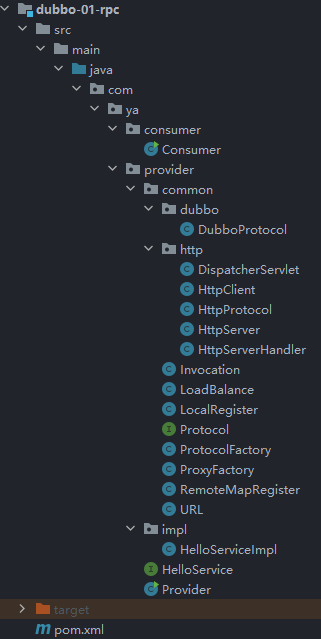 dubbo-01-rpc
src
main
java
com
ya
consumer
Consumer
provider
common
dubbo
DubboProtocol
http
DispatcherServlet
HttpClient
HttpProtocol
HttpServer
HttpServerHandler
Invocation
LoadBalance
LocalRegister
Protocol
ProtocolFactory
ProxyFactory
RemoteMapRegister
URL
impl
HelloServiceImpl
HelloService
Provider
target
pom.xml